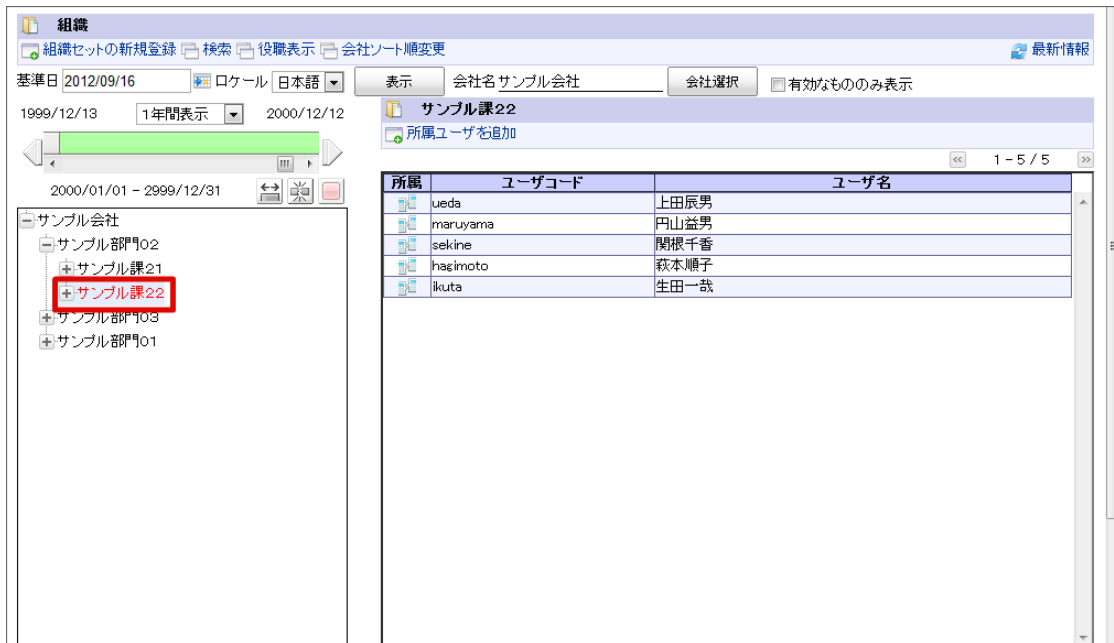 組織
組織セットの新規登録 検索 役職表示 会社ソート順変更 最新情報
基準日 2012/09/16 ロケール 日本語 表示 会社名 サンプル会社 会社選択 有効なもののみ表示
1999/12/13 1年間表示 2000/12/12
2000/01/01 - 2999/12/31
サンプル会社
サンプル部門02
サンプル課21
サンプル課22
サンプル部門03
サンプル部門01
サンプル課22
所属ユーザを追加
1 - 5 / 5
所属 ユーザコード ユーザ名
ueda 上田辰男
maruyama 円山益男
sekine 関根千香
hagimoto 萩本順子
ikuta 生田一哉